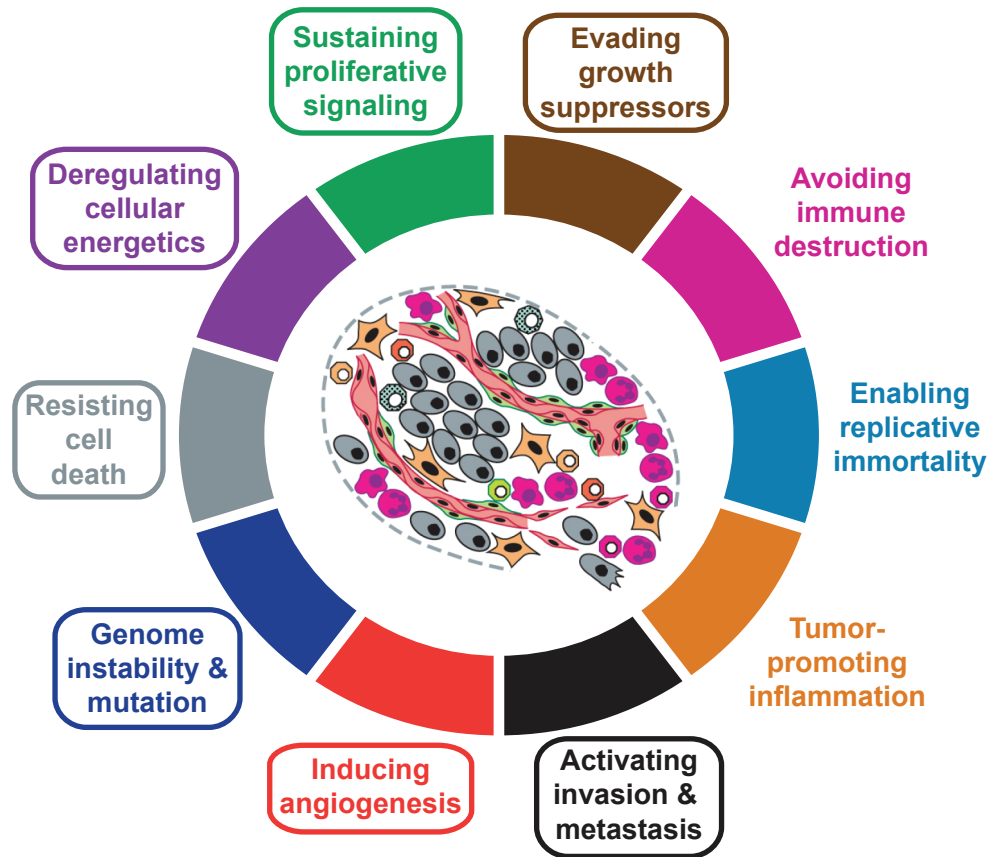 Sustaining
proliferative
signaling
Evading
growth
suppressors
Avoiding
immune
destruction
Enabling
replicative
immortality
Tumor-
promoting
inflammation
Activating
invasion &
metastasis
Inducing
angiogenesis
Genome
instability &
mutation
Resisting
cell
death
Deregulating
cellular
energetics